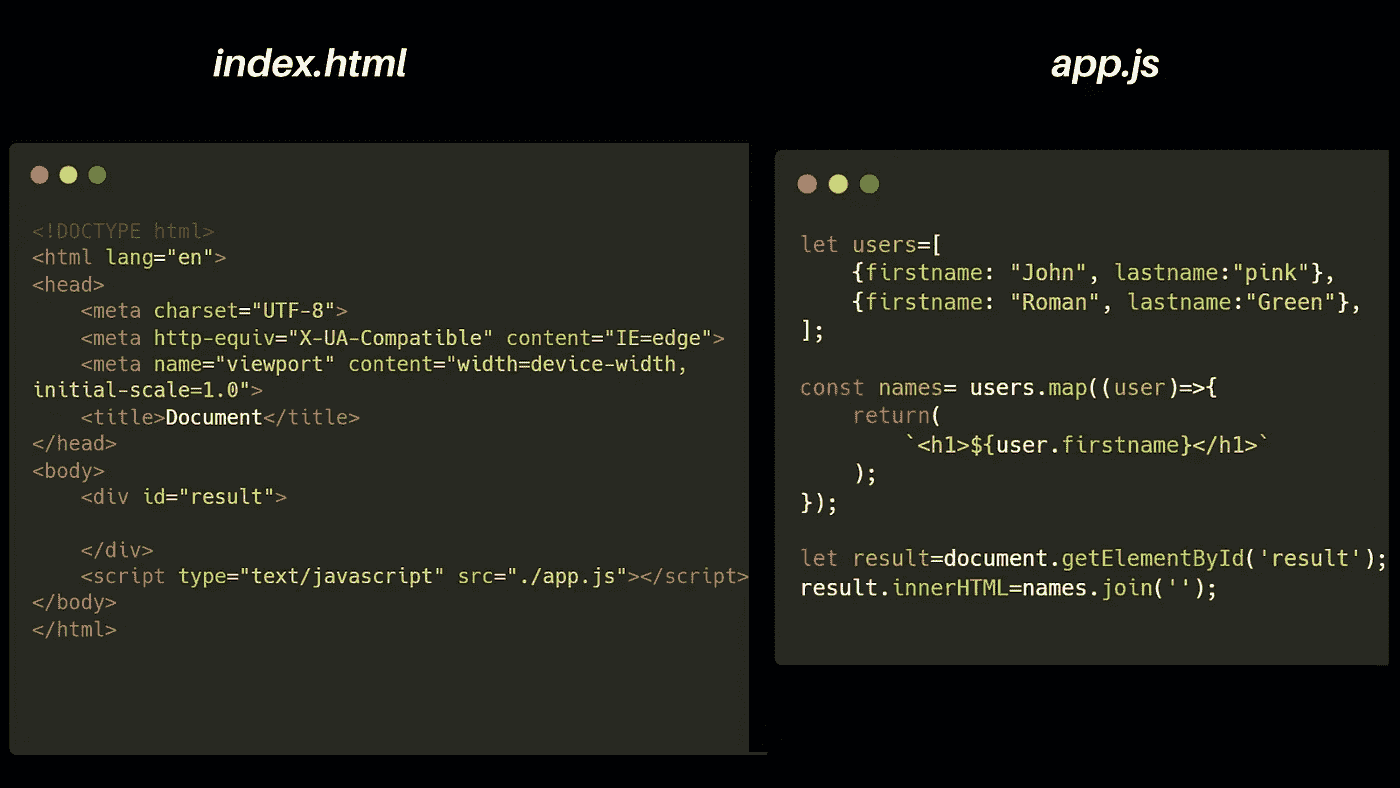 index.html
<!DOCTYPE html>
<html lang="en">
<head>
    <meta charset="UTF-8">
    <meta http-equiv="X-UA-Compatible" content="IE=edge">
    <meta name="viewport" content="width=device-width,
initial-scale=1.0">
    <title>Document</title>
</head>
<body>
    <div id="result">

    </div>
    <script type="text/javascript" src="./app.js"></script>
</body>
</html>
app.js
let users=[
    {firstname: "John", lastname:"pink"},
    {firstname: "Roman", lastname:"Green"},
];

const names= users.map((user)=>{
    return(
        `<h1>${user.firstname}</h1>`
    );
});

let result=document.getElementById('result');
result.innerHTML=names.join('');